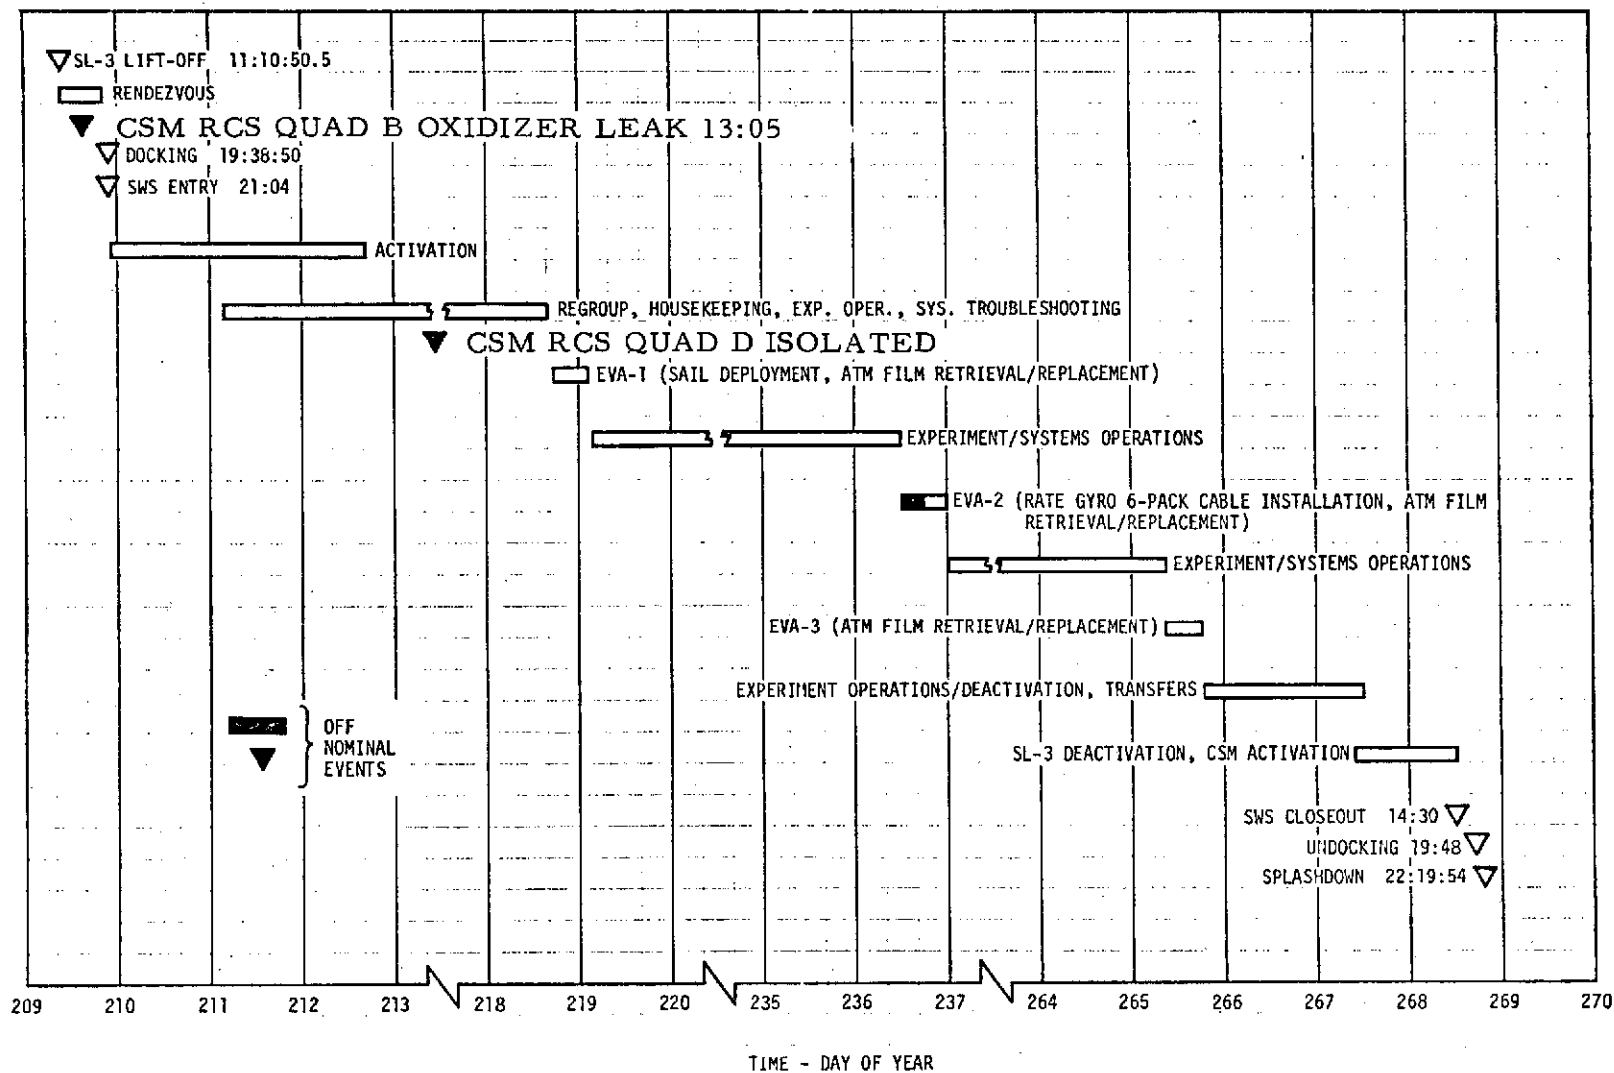 SL-3 LIFT-OFF 11:10:50.5
RENDEZVOUS
CSM RCS QUAD B OXIDIZER LEAK 13:05
DOCKING 19:38:50
SWS ENTRY 21:04
ACTIVATION
REGROUP, HOUSEKEEPING, EXP. OPER., SYS. TROUBLESHOOTING
CSM RCS QUAD D ISOLATED
EVA-1 (SAIL DEPLOYMENT, ATM FILM RETRIEVAL/REPLACEMENT)
EXPERIMENT/SYSTEMS OPERATIONS
EVA-2 (RATE GYRO 6-PACK CABLE INSTALLATION, ATM FILM
RETRIEVAL/REPLACEMENT)
EXPERIMENT/SYSTEMS OPERATIONS
EVA-3 (ATM FILM RETRIEVAL/REPLACEMENT)
EXPERIMENT OPERATIONS/DEACTIVATION, TRANSFERS
OFF
NOMINAL
EVENTS
SL-3 DEACTIVATION, CSM ACTIVATION
SWS CLOSEOUT 14:30
UNDOCKING 19:48
SPLASHDOWN 22:19:54
209 210 211 212 213 218 219 220 235 236 237 264 265 266 267 268 269 270
TIME - DAY OF YEAR